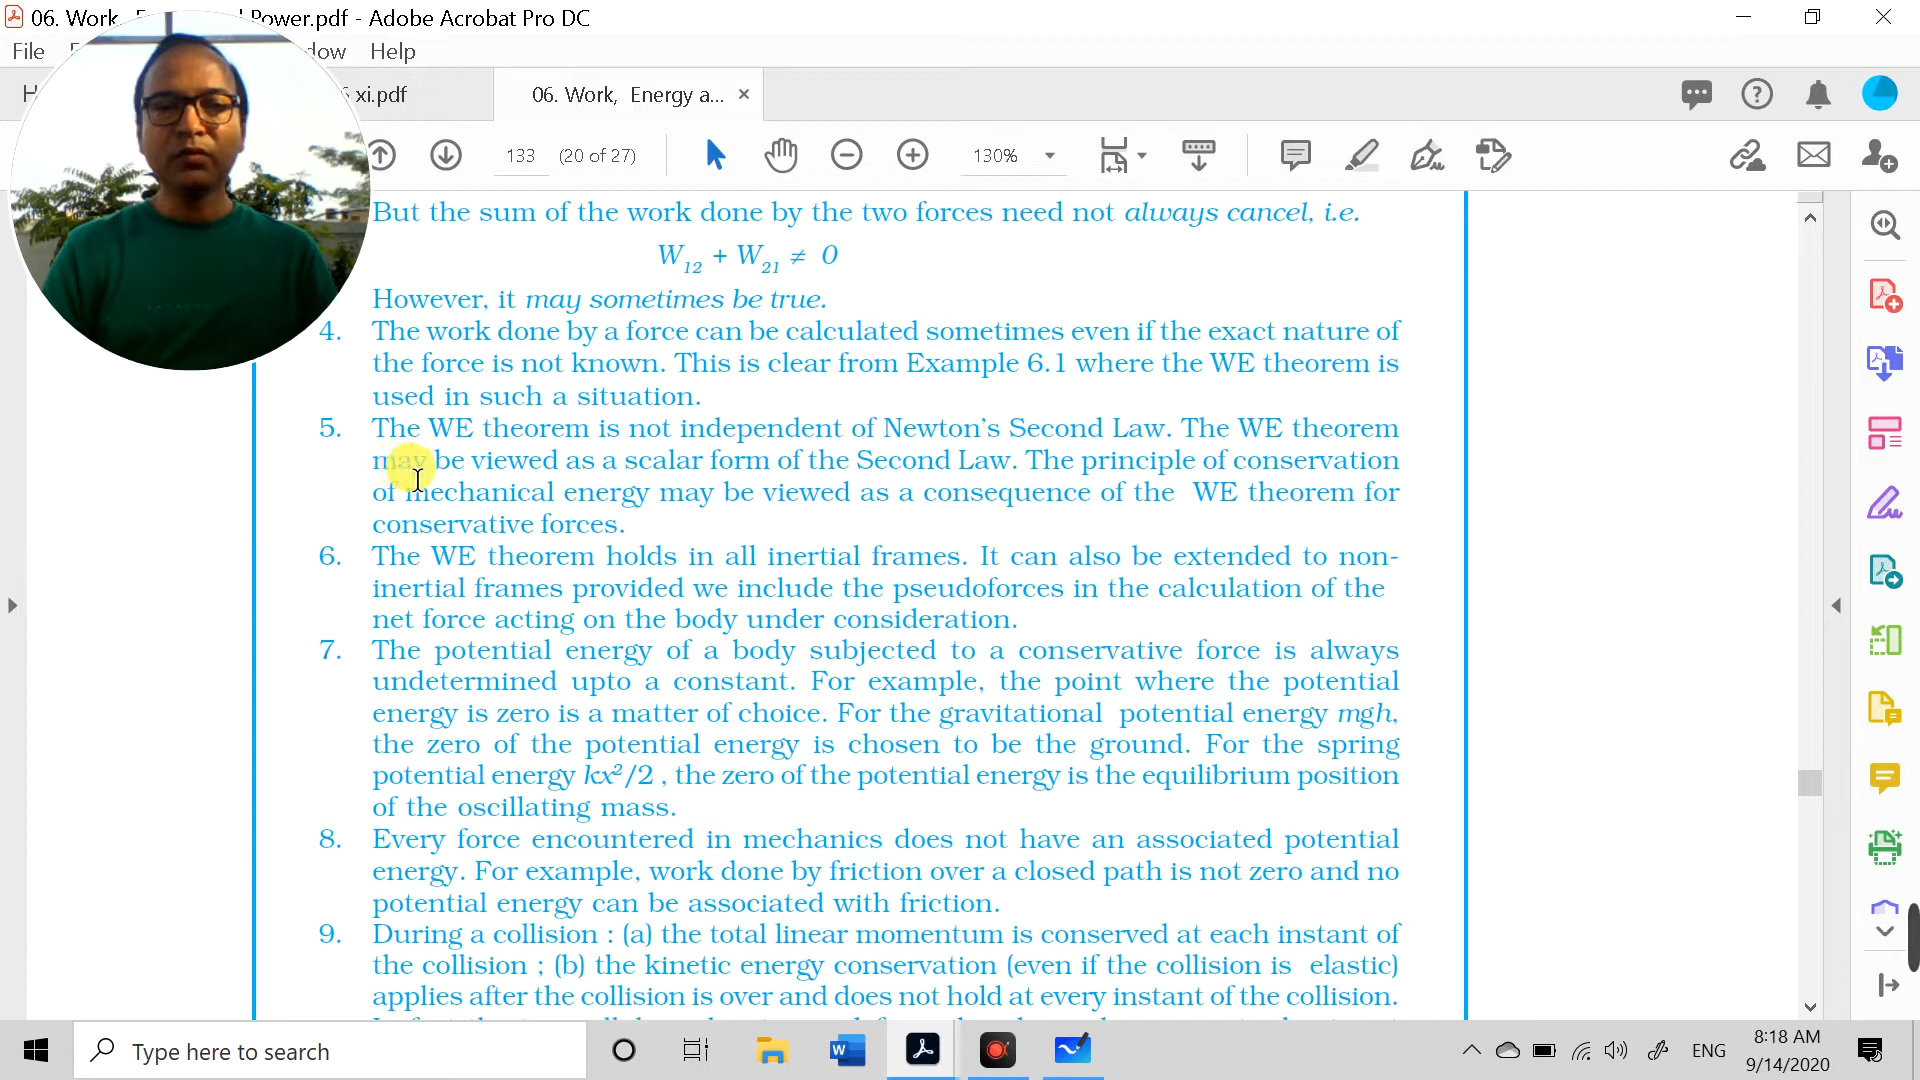 06. Work, Power.pdf - Adobe Acrobat Pro DC
File dow Help
xi.pdf 06. Work, Energy a... ×
133 (20 of 27) 130%
But the sum of the work done by the two forces need not always cancel, i.e.
W12 + W21 ≠ 0
However, it may sometimes be true.
4. The work done by a force can be calculated sometimes even if the exact nature of
the force is not known. This is clear from Example 6.1 where the WE theorem is
used in such a situation.
5. The WE theorem is not independent of Newton's Second Law. The WE theorem
may be viewed as a scalar form of the Second Law. The principle of conservation
of mechanical energy may be viewed as a consequence of the WE theorem for
conservative forces.
6. The WE theorem holds in all inertial frames. It can also be extended to non-
inertial frames provided we include the pseudoforces in the calculation of the
net force acting on the body under consideration.
7. The potential energy of a body subjected to a conservative force is always
undetermined upto a constant. For example, the point where the potential
energy is zero is a matter of choice. For the gravitational potential energy mgh,
the zero of the potential energy is chosen to be the ground. For the spring
potential energy kx²/2 , the zero of the potential energy is the equilibrium position
of the oscillating mass.
8. Every force encountered in mechanics does not have an associated potential
energy. For example, work done by friction over a closed path is not zero and no
potential energy can be associated with friction.
9. During a collision : (a) the total linear momentum is conserved at each instant of
the collision ; (b) the kinetic energy conservation (even if the collision is elastic)
applies after the collision is over and does not hold at every instant of the collision.
Type here to search
ENG
8:18 AM
9/14/2020